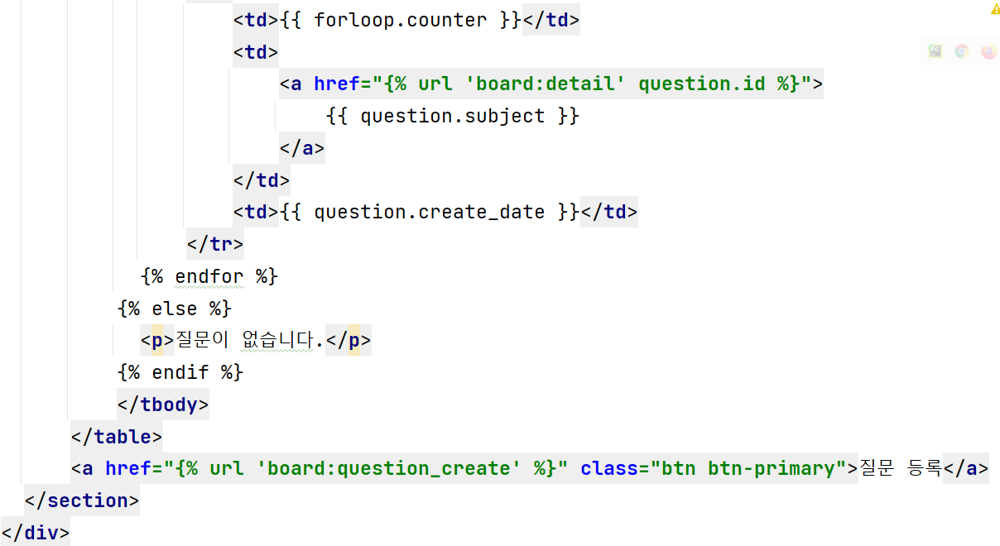 <td>{{ forloop.counter }}</td>
<td>
<a href="{% url 'board:detail' question.id %}">
{{ question.subject }}
</a>
</td>
<td>{{ question.create_date }}</td>
</tr>
{% endfor %}
{% else %}
<p>질문이 없습니다.</p>
{% endif %}
</tbody>
</table>
<a href="{% url 'board:question_create' %}" class="btn btn-primary">질문 등록</a>
</section>
</div>